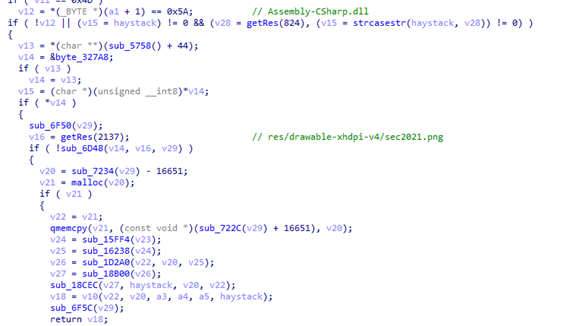 if ( v11 == 0x4D )
v12 = *(_BYTE *)(a1 + 1) == 0x5A; // Assembly-CSharp.dll
if ( !v12 || (v15 = haystack) != 0 && (v28 = getRes(824), (v15 = strcasestr(haystack, v28)) != 0) )
{
v13 = *(char **)(sub_5758() + 44);
v14 = &byte_327A8;
if ( v13 )
v14 = v13;
v15 = (char *)(unsigned __int8)*v14;
if ( *v14 )
{
sub_6F50(v29);
v16 = getRes(2137); // res/drawable-xhdpi-v4/sec2021.png
if ( !sub_6D48(v14, v16, v29) )
{
v20 = sub_7234(v29) - 16651;
v21 = malloc(v20);
if ( v21 )
{
v22 = v21;
qmemcpy(v21, (const void *)(sub_722C(v29) + 16651), v20);
v24 = sub_15FF4(v23);
v25 = sub_16238(v24);
v26 = sub_1D2A0(v22, v20, v25);
v27 = sub_18B00(v26);
sub_18CEC(v27, haystack, v20, v22);
v18 = v10(v22, v20, a3, a4, a5, haystack);
sub_6F5C(v29);
return v18;